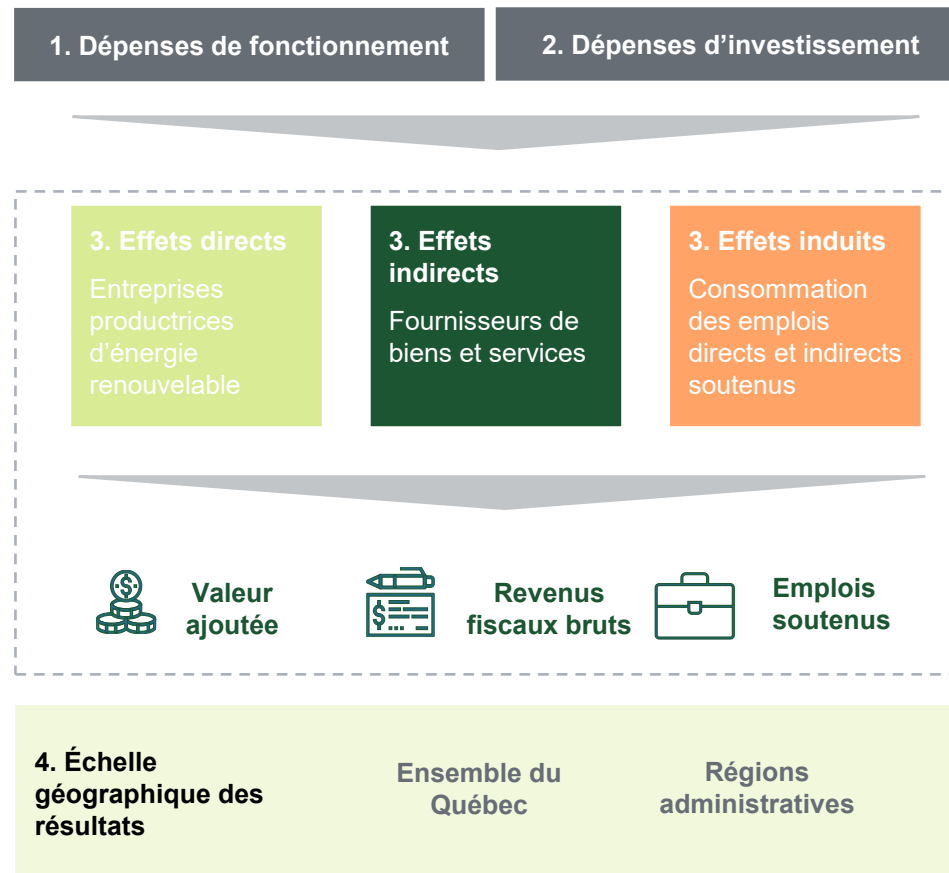 1. Dépenses de fonctionnement
2. Dépenses d’investissement
3. Effets directs
Entreprises
productrices
d’énergie
renouvelable
3. Effets
indirects
Fournisseurs de
biens et services
3. Effets induits
Consommation
des emplois
directs et indirects
soutenus
Valeur
ajoutée
Revenus
fiscaux bruts
Emplois
soutenus
4. Échelle
géographique des
résultats
Ensemble du
Québec
Régions
administratives